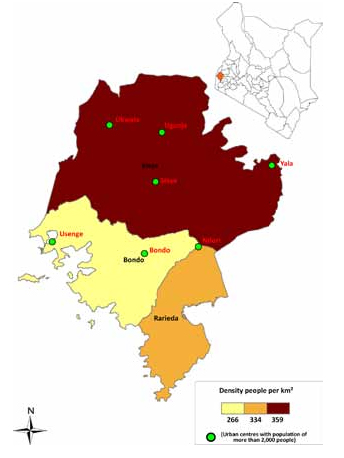 Ukwala
Ugunja
Yala
Siaya
Usenge
Ndori
Bondo
Bondo
Rarieda
Density people per km²
266 334 359
N
(Urban centres with population of
more than 2,000 people)